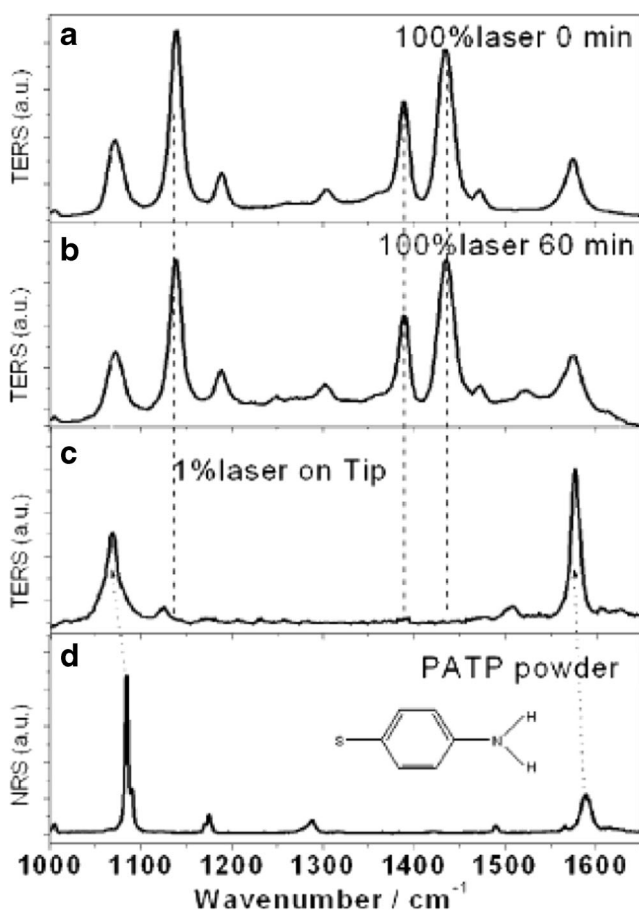 a
100%laser 0 min
TERS (a.u.)
b
100%laser 60 min
TERS (a.u.)
c
1%laser on Tip
TERS (a.u.)
d
PATP powder
NRS (a.u.)
S
N
H
H
1000 1100 1200 1300 1400 1500 1600
Wavenumber / cm⁻¹